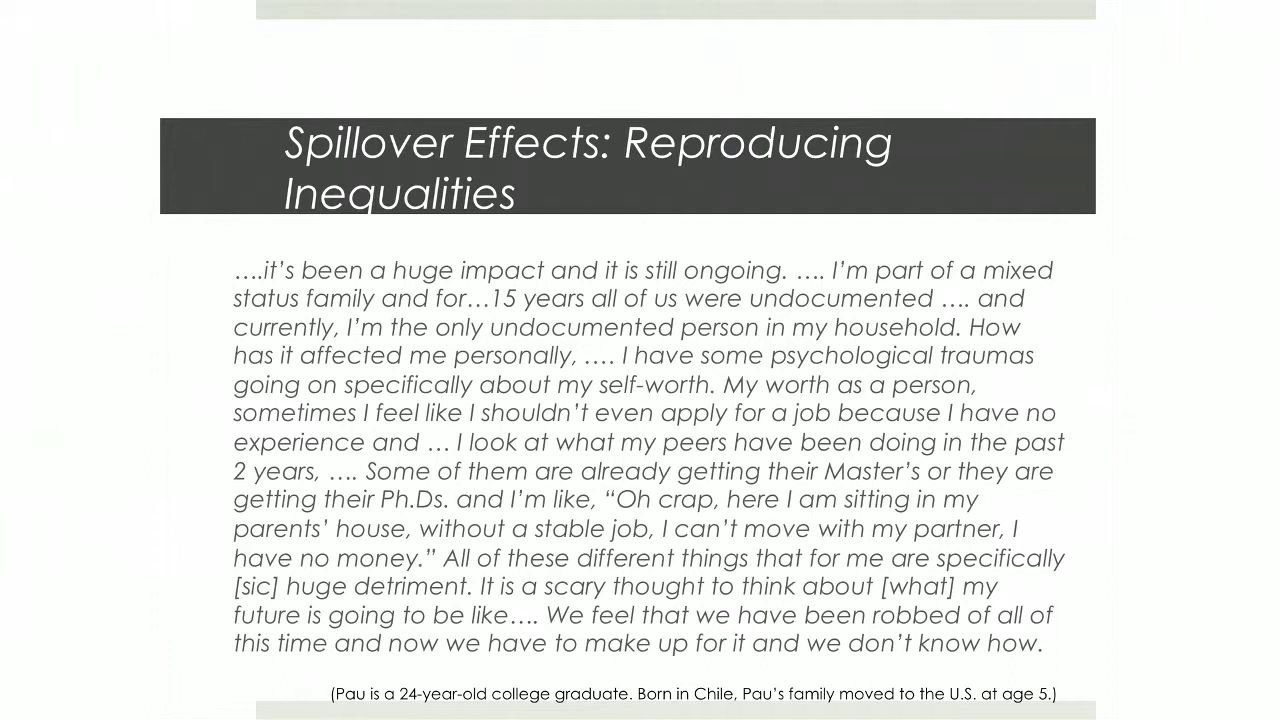 Spillover Effects: Reproducing
Inequalities
….it’s been a huge impact and it is still ongoing. …. I’m part of a mixed
status family and for…15 years all of us were undocumented …. and
currently, I’m the only undocumented person in my household. How
has it affected me personally, …. I have some psychological traumas
going on specifically about my self-worth. My worth as a person,
sometimes I feel like I shouldn’t even apply for a job because I have no
experience and … I look at what my peers have been doing in the past
2 years, …. Some of them are already getting their Master’s or they are
getting their Ph.Ds. and I’m like, “Oh crap, here I am sitting in my
parents’ house, without a stable job, I can’t move with my partner, I
have no money.” All of these different things that for me are specifically
[sic] huge detriment. It is a scary thought to think about [what] my
future is going to be like…. We feel that we have been robbed of all of
this time and now we have to make up for it and we don’t know how.
(Pau is a 24-year-old college graduate. Born in Chile, Pau’s family moved to the U.S. at age 5.)